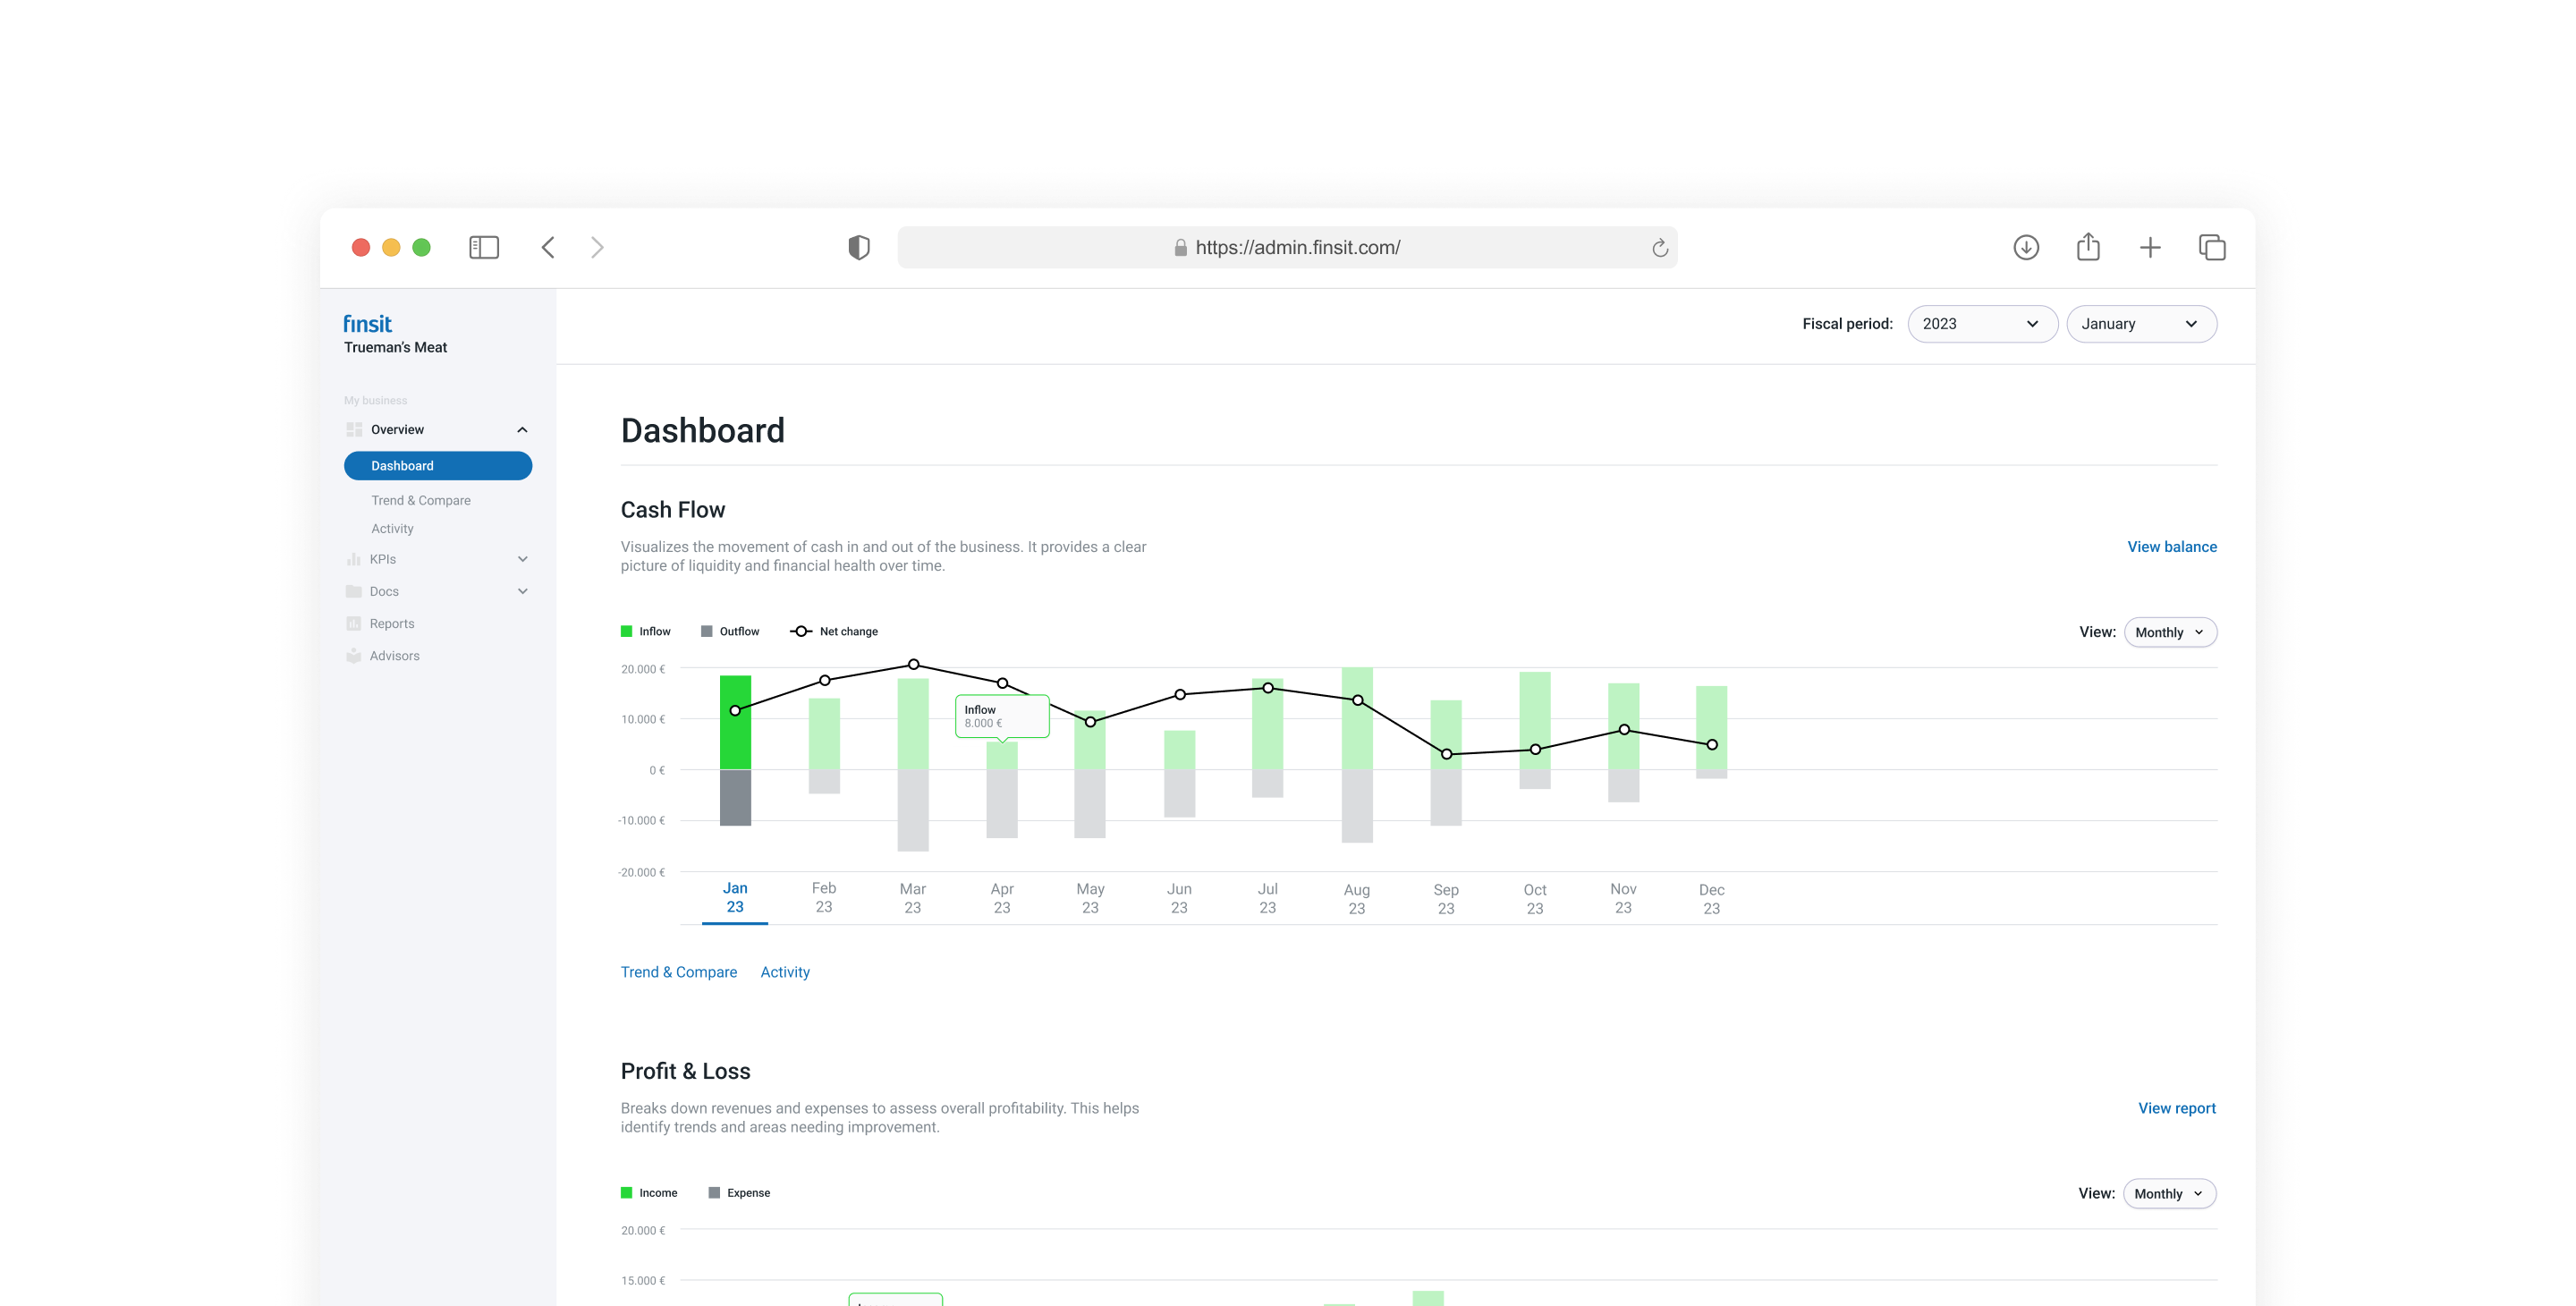 https://admin.finsit.com/
finsit
Trueman's Meat
Fiscal period: 2023 January
My business
Overview
Dashboard
Trend & Compare
Activity
KPIs
Docs
Reports
Advisors
Dashboard
Cash Flow
Visualizes the movement of cash in and out of the business. It provides a clear
picture of liquidity and financial health over time.
View balance
Inflow Outflow Net change
View: Monthly
20.000 €
10.000 €
0 €
-10.000 €
-20.000 €
Inflow
8.000 €
Jan Feb Mar Apr May Jun Jul Aug Sep Oct Nov Dec
23 23 23 23 23 23 23 23 23 23 23 23
Trend & Compare Activity
Profit & Loss
Breaks down revenues and expenses to assess overall profitability. This helps
identify trends and areas needing improvement.
View report
Income Expense
View: Monthly
20.000 €
15.000 €